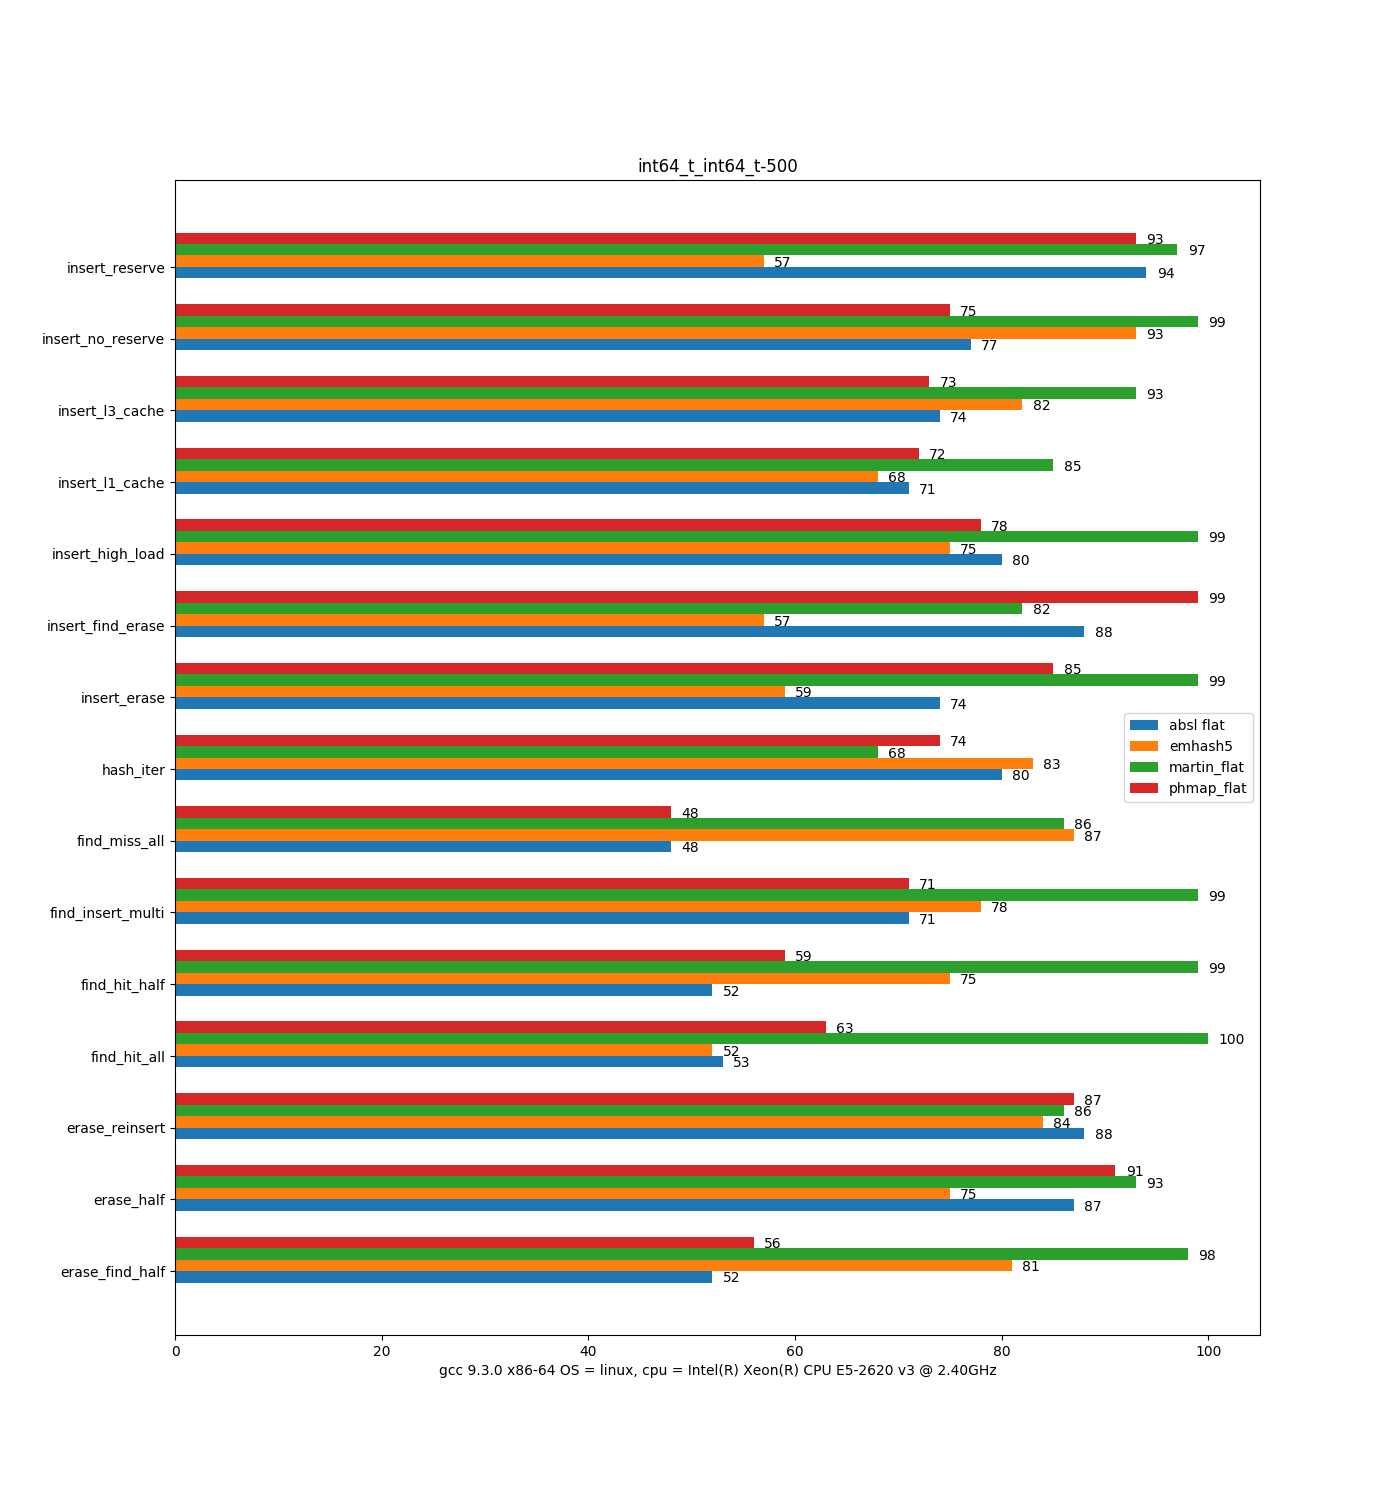 int64_t_int64_t-500
93
97
insert_reserve
57
94
75
99
insert_no_reserve
93
77
73
93
insert_l3_cache
82
74
72
85
insert_l1_cache
68
71
78
99
insert_high_load
75
80
99
82
insert_find_erase
57
88
85
99
insert_erase
59
74
74
68
hash_iter
83
80
48
86
find_miss_all
87
48
71
99
find_insert_multi
78
71
59
99
find_hit_half
75
52
63
100
find_hit_all
52
53
87
86
erase_reinsert
84
88
91
93
erase_half
75
87
56
98
erase_find_half
81
52
absl flat
emhash5
martin_flat
phmap_flat
0 20 40 60 80 100
gcc 9.3.0 x86-64 OS = linux, cpu = Intel(R) Xeon(R) CPU E5-2620 v3 @ 2.40GHz